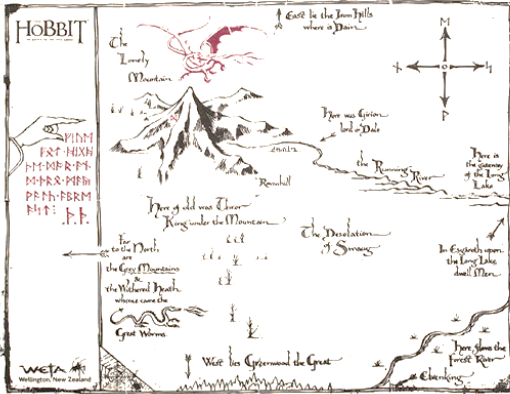 THE HOBBIT
East lie the Iron Hills
where is Dain
The
Lonely
Mountain
Here was Girion
lord in Dale
the Running
River
Here is
the gateway
of the Long
Lake
Ravenhill
Here of old was Thror
King under the Mountain
The Desolation
of Smaug
Far
to the North
are
the Grey Mountains
&
the Withered Heath
whence came the
Great Worms
In Esgaroth upon
the Long Lake
dwell Men
Here flows the
Forest River
Elvenking
West lies Greenwood the Great
WETA
Wellington, New Zealand